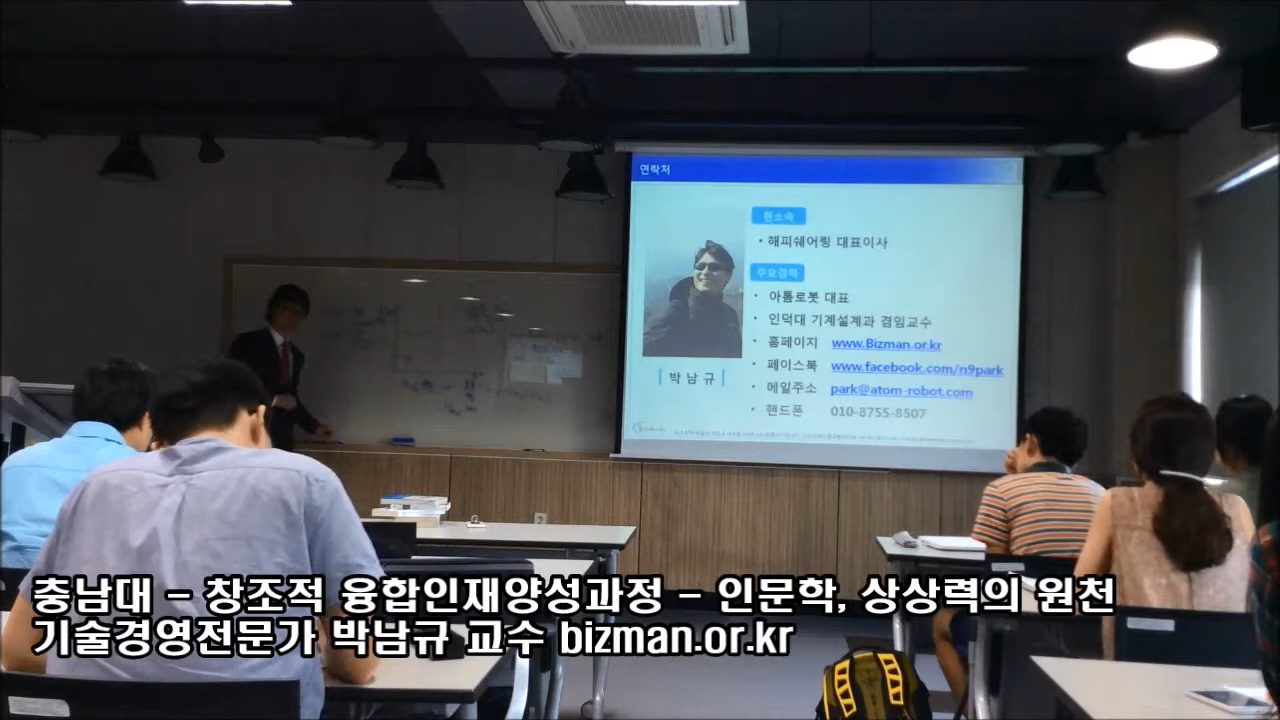 연락처
현소속
• 해피쉐어링 대표이사
주요경력
• 아톰로봇 대표
• 인덕대 기계설계과 겸임교수
• 홈페이지 www.Bizman.or.kr
• 페이스북 www.facebook.com/n9park
• 메일주소 park@atom-robot.com
• 핸드폰 010-8755-8507
박 남 규
충남대 - 창조적 융합인재양성과정 - 인문학, 상상력의 원천
기술경영전문가 박남규 교수 bizman.or.kr